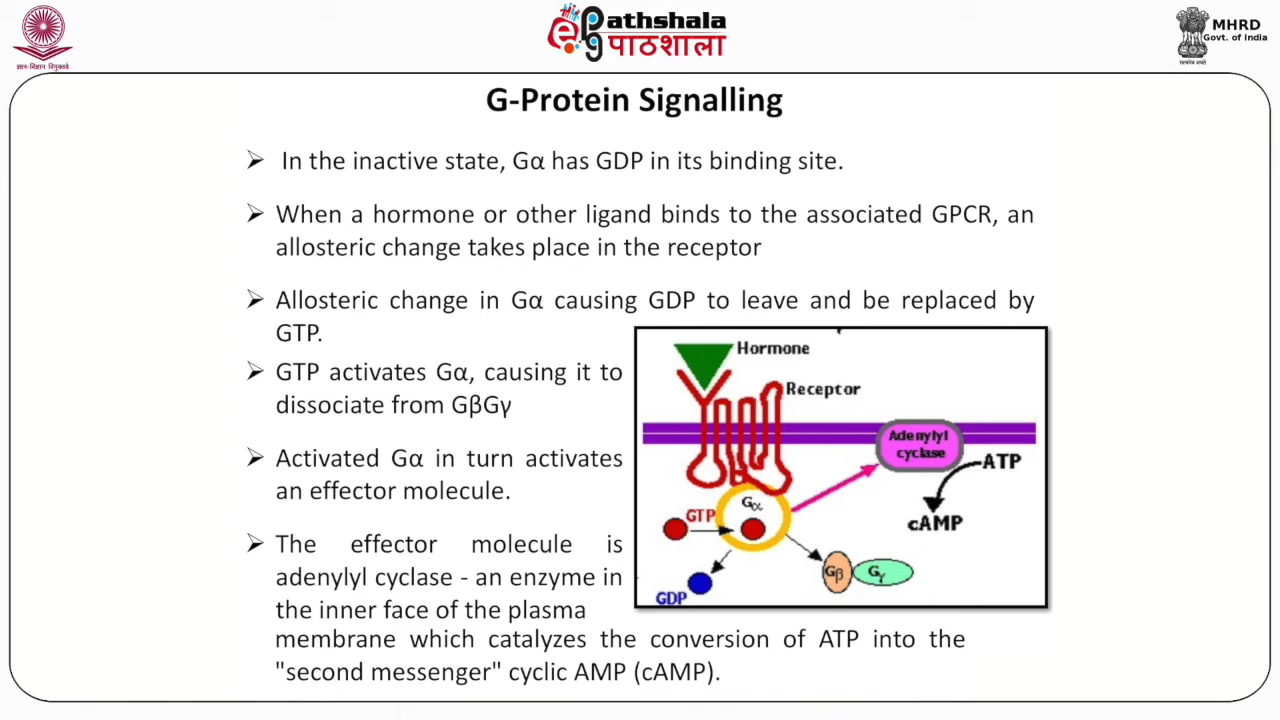 ज्ञान-विज्ञान विमुक्तये
ePathshala
पाठशाला
MHRD
Govt. of India
सत्यमेव जयते
G-Protein Signalling
➢ In the inactive state, Gα has GDP in its binding site.
➢ When a hormone or other ligand binds to the associated GPCR, an
allosteric change takes place in the receptor
➢ Allosteric change in Gα causing GDP to leave and be replaced by
GTP.
➢ GTP activates Gα, causing it to
dissociate from GβGγ
➢ Activated Gα in turn activates
an effector molecule.
➢ The effector molecule is
adenylyl cyclase - an enzyme in
the inner face of the plasma
membrane which catalyzes the conversion of ATP into the
"second messenger" cyclic AMP (cAMP).
Hormone
Receptor
Adenylyl
cyclase
ATP
cAMP
Gα
GTP
GDP
Gβ
Gγ